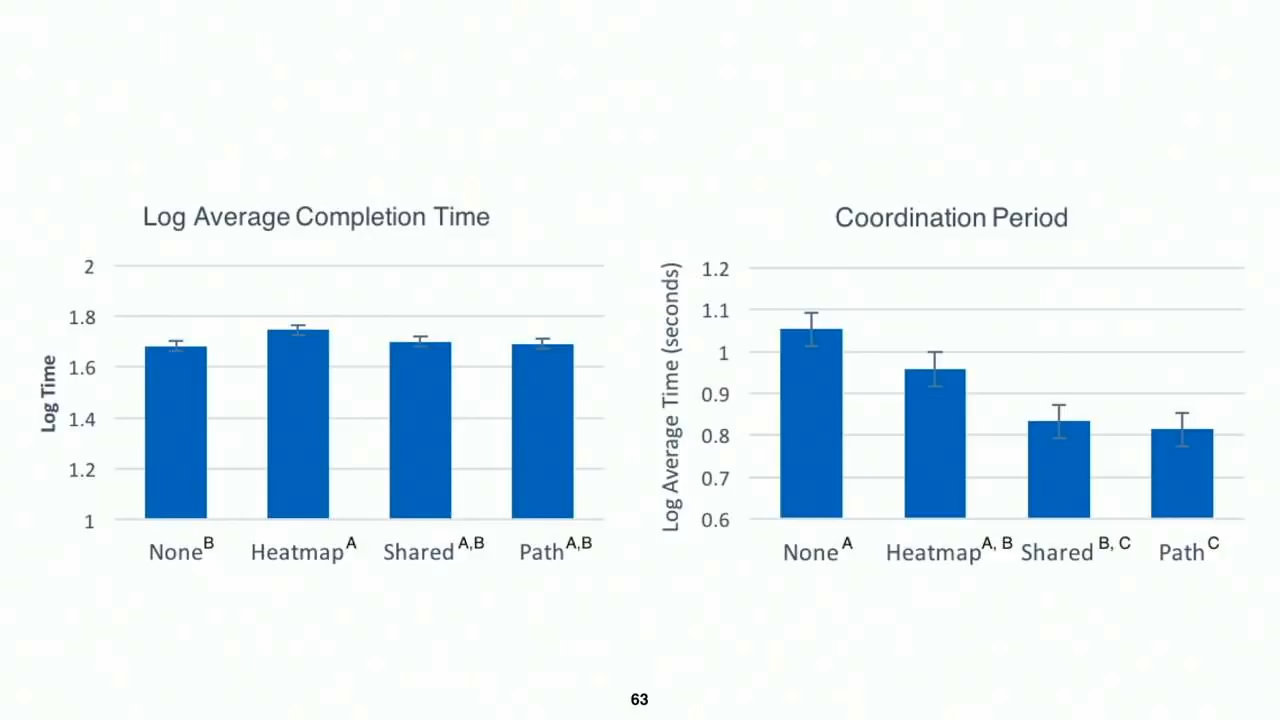 Log Average Completion Time
Log Time
2
1.8
1.6
1.4
1.2
1
None B
Heatmap A
Shared A,B
Path A,B
Coordination Period
Log Average Time (seconds)
1.2
1.1
1
0.9
0.8
0.7
0.6
None A
Heatmap A, B
Shared B, C
Path C
63